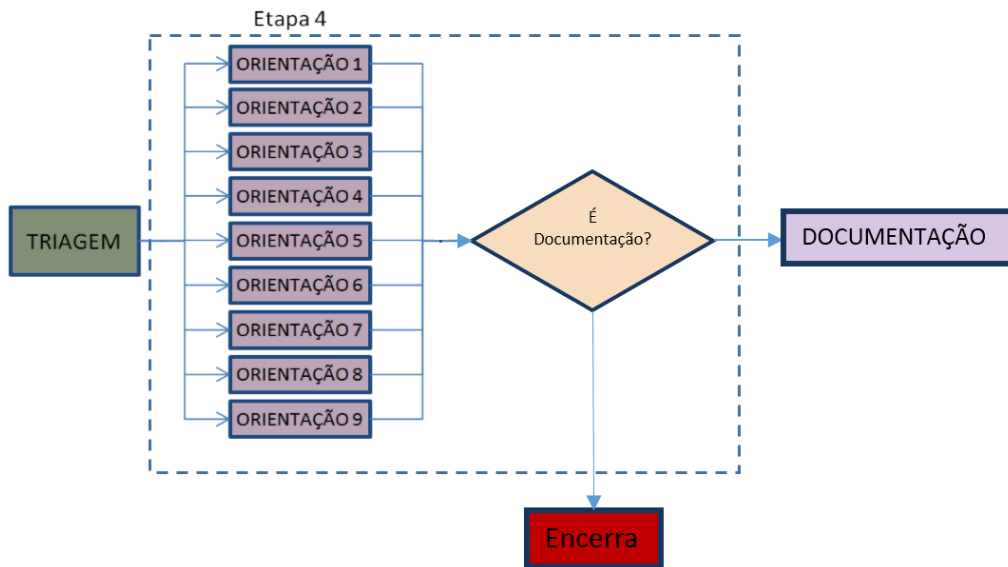 Etapa 4
ORIENTAÇÃO 1
ORIENTAÇÃO 2
ORIENTAÇÃO 3
ORIENTAÇÃO 4
ORIENTAÇÃO 5
ORIENTAÇÃO 6
ORIENTAÇÃO 7
ORIENTAÇÃO 8
ORIENTAÇÃO 9
TRIAGEM
É
Documentação?
DOCUMENTAÇÃO
Encerra